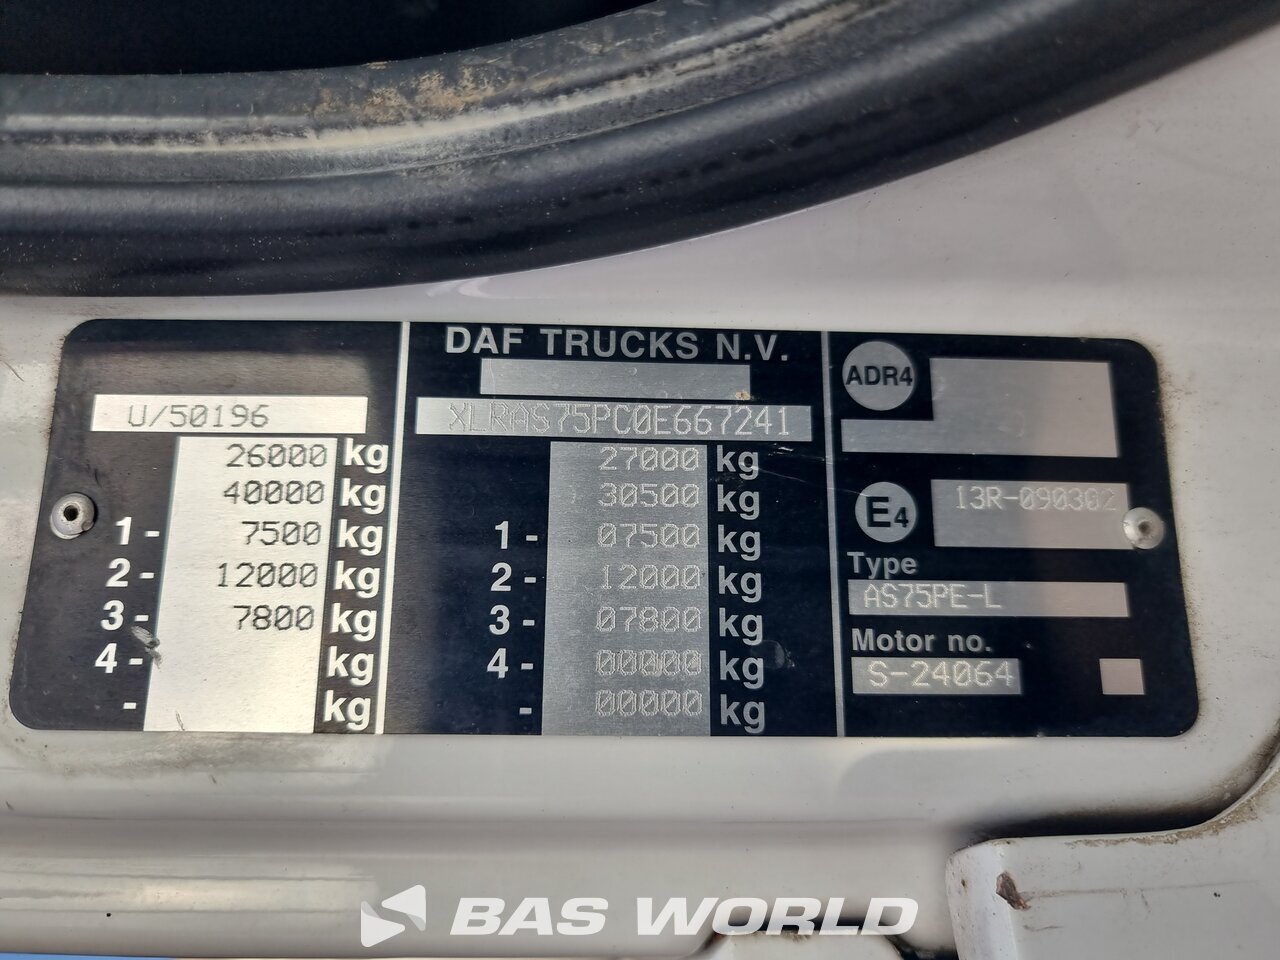 U/50196
26000 kg
40000 kg
1- 7500 kg
2- 12000 kg
3- 7800 kg
4- kg
- kg
DAF TRUCKS N.V.
XLRAS75PC0E667241
27000 kg
30500 kg
1- 07500 kg
2- 12000 kg
3- 07800 kg
4- 00000 kg
- 00000 kg
ADR4
E4 13R-090302
Type
AS75PE-L
Motor no.
S-24064
BAS WORLD